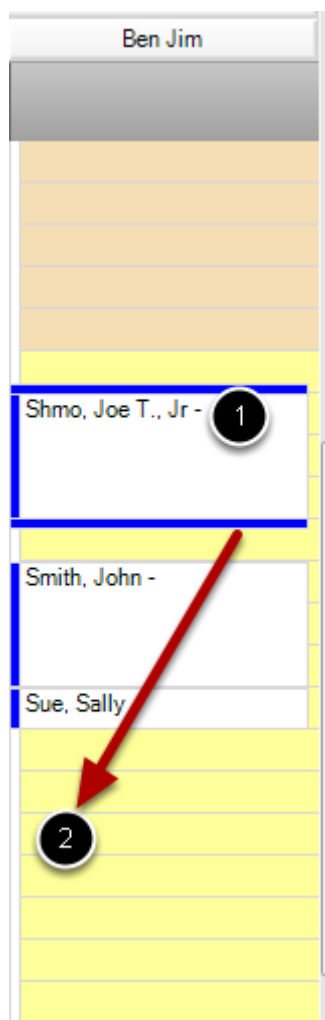 Ben Jim
Shmo, Joe T., Jr - 1
Smith, John -
Sue, Sally
2